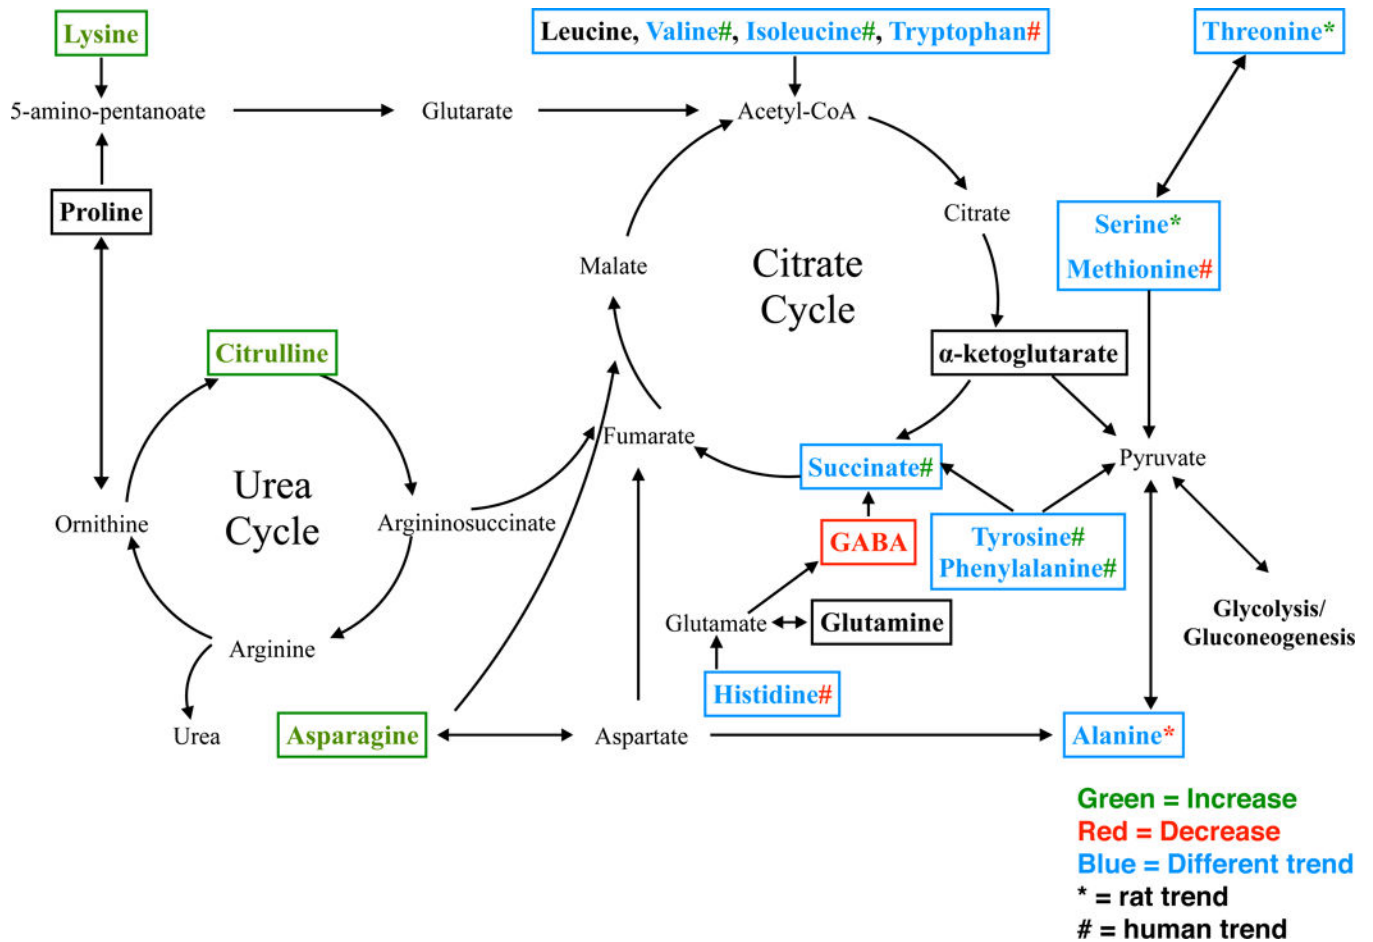 Lysine
Leucine, Valine#, Isoleucine#, Tryptophan#
Threonine*
5-amino-pentanoate
Glutarate
Acetyl-CoA
Proline
Citrate
Serine*
Methionine#
Malate
Citrate
Cycle
Citrulline
α-ketoglutarate
Fumarate
Succinate#
Pyruvate
Urea
Cycle
Ornithine
Argininosuccinate
GABA
Tyrosine#
Phenylalanine#
Glutamate
Glutamine
Glycolysis/
Gluconeogenesis
Arginine
Histidine#
Urea
Asparagine
Aspartate
Alanine*
Green = Increase
Red = Decrease
Blue = Different trend
* = rat trend
# = human trend